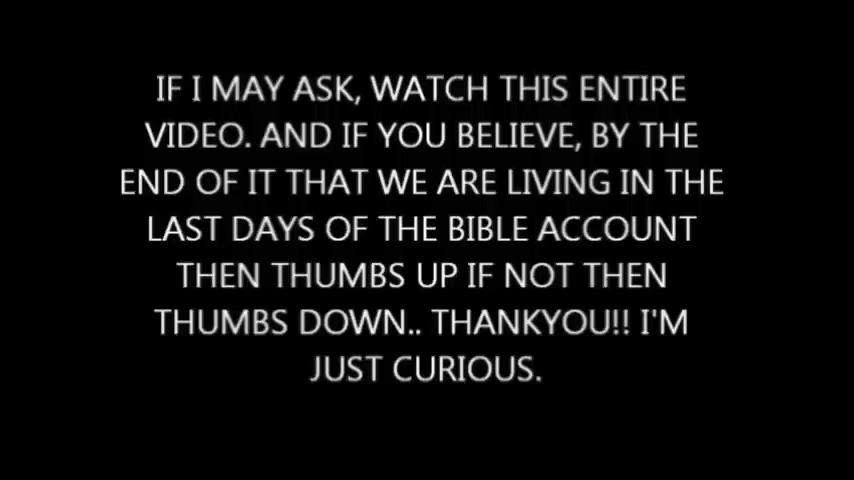 IF I MAY ASK, WATCH THIS ENTIRE
VIDEO. AND IF YOU BELIEVE, BY THE
END OF IT THAT WE ARE LIVING IN THE
LAST DAYS OF THE BIBLE ACCOUNT
THEN THUMBS UP IF NOT THEN
THUMBS DOWN.. THANKYOU!! I'M
JUST CURIOUS.